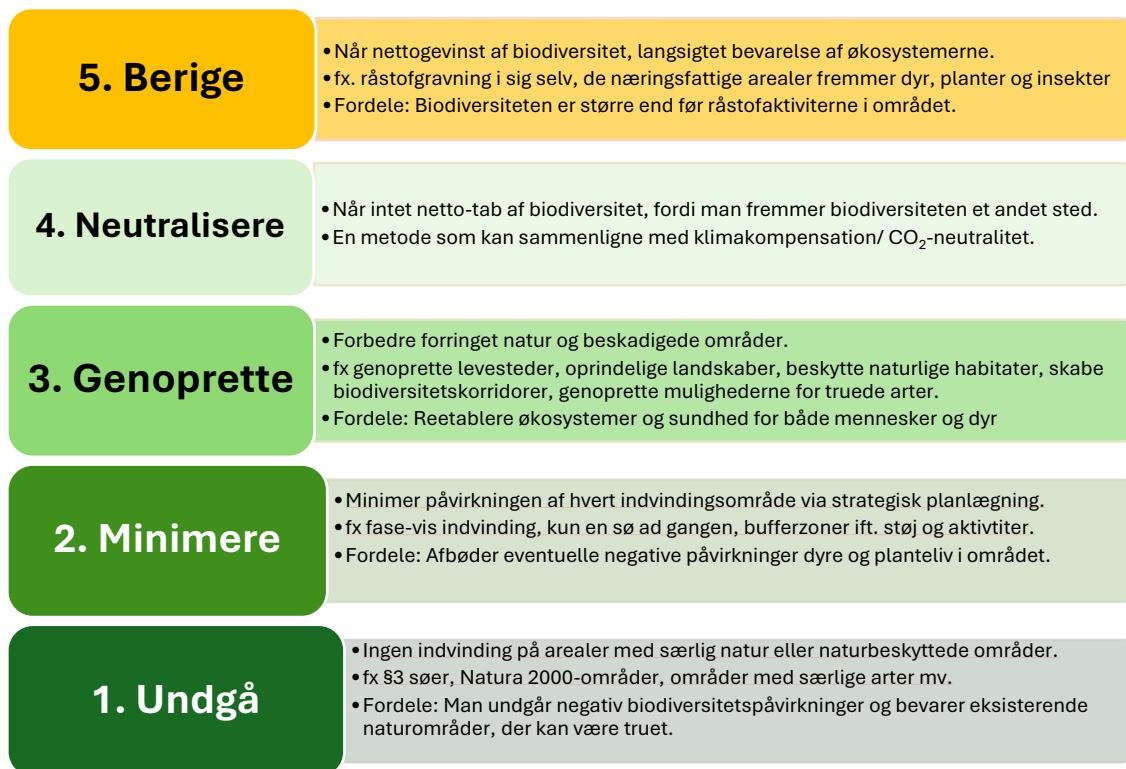 5. Berige
• Når nettogevinst af biodiversitet, langsigtet bevarelse af økosystemerne.
• fx. råstofgravning i sig selv, de næringsfattige arealer fremmer dyr, planter og insekter
• Fordele: Biodiversiteten er større end før råstofaktiviterne i området.
4. Neutralisere
• Når intet netto-tab af biodiversitet, fordi man fremmer biodiversiteten et andet sted.
• En metode som kan sammenligne med klimakompensation/ CO₂-neutralitet.
3. Genoprette
• Forbedre forringet natur og beskadigede områder.
• fx genoprette levesteder, oprindelige landskaber, beskytte naturlige habitater, skabe
biodiversitetskorridorer, genoprette mulighederne for truede arter.
• Fordele: Reetablere økosystemer og sundhed for både mennesker og dyr
2. Minimere
• Minimer påvirkningen af hvert indvindingsområde via strategisk planlægning.
• fx fase-vis indvinding, kun en sø ad gangen, bufferzoner ift. støj og aktivtiter.
• Fordele: Afbøder eventuelle negative påvirkninger dyre og planteliv i området.
1. Undgå
• Ingen indvinding på arealer med særlig natur eller naturbeskyttede områder.
• fx §3 søer, Natura 2000-områder, områder med særlige arter mv.
• Fordele: Man undgår negativ biodiversitetspåvirkninger og bevarer eksisterende
naturområder, der kan være truet.